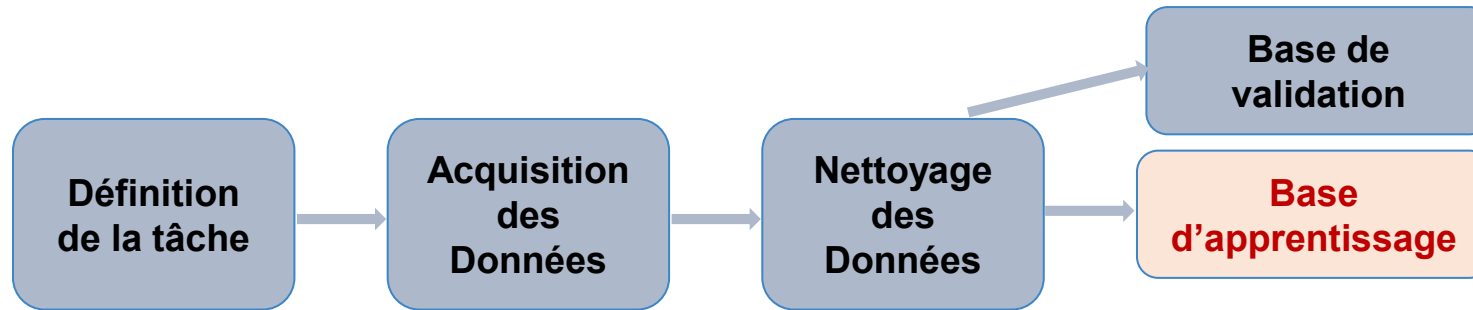 Définition
de la tâche
Acquisition
des
Données
Nettoyage
des
Données
Base de
validation
Base
d’apprentissage